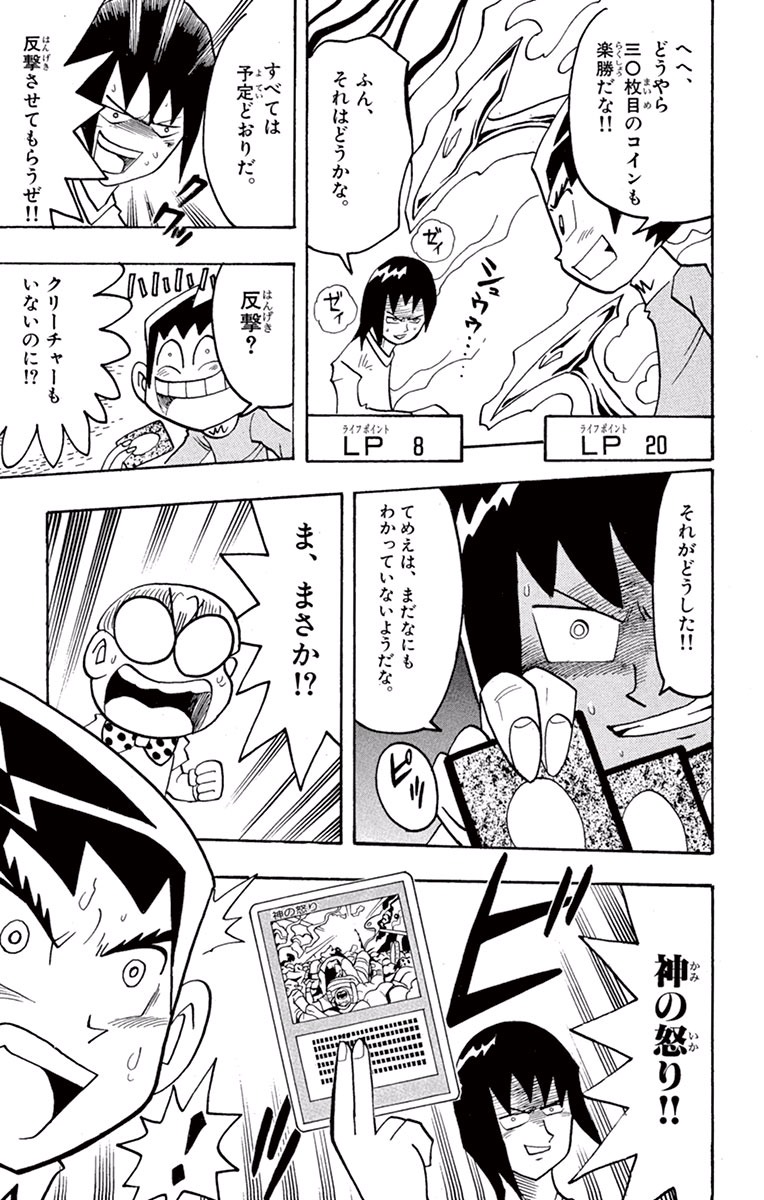 へへ、
どうやら
三〇枚目のコインも
楽勝だな!!
ふん、
それはどうかな。
ゼィ
ゼィ
シュウゥ…
……
ライフポイント
LP 20
ライフポイント
LP 8
すべては
予定どおりだ。
反撃させてもらうぜ!!
クックッ
反撃?
クリーチャーも
いないのに!?
それがどうした!!
てめえは、まだなにも
わかっていないようだな。
ピッ
ま、まさか!?
神の怒り!!
ビッ
神の怒り
!